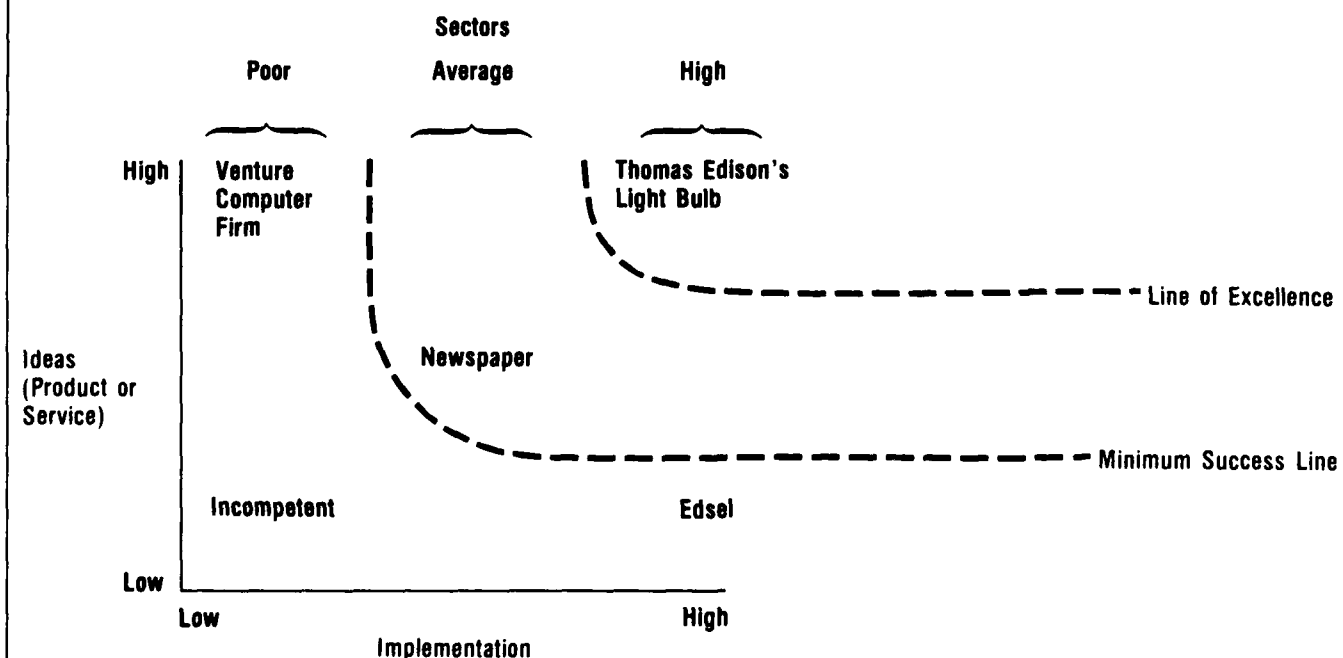 Sectors
Poor Average High
High Venture Computer Firm Thomas Edison's Light Bulb
Line of Excellence
Ideas
(Product or
Service)
Newspaper
Minimum Success Line
Incompetent Edsel
Low
Low High
Implementation